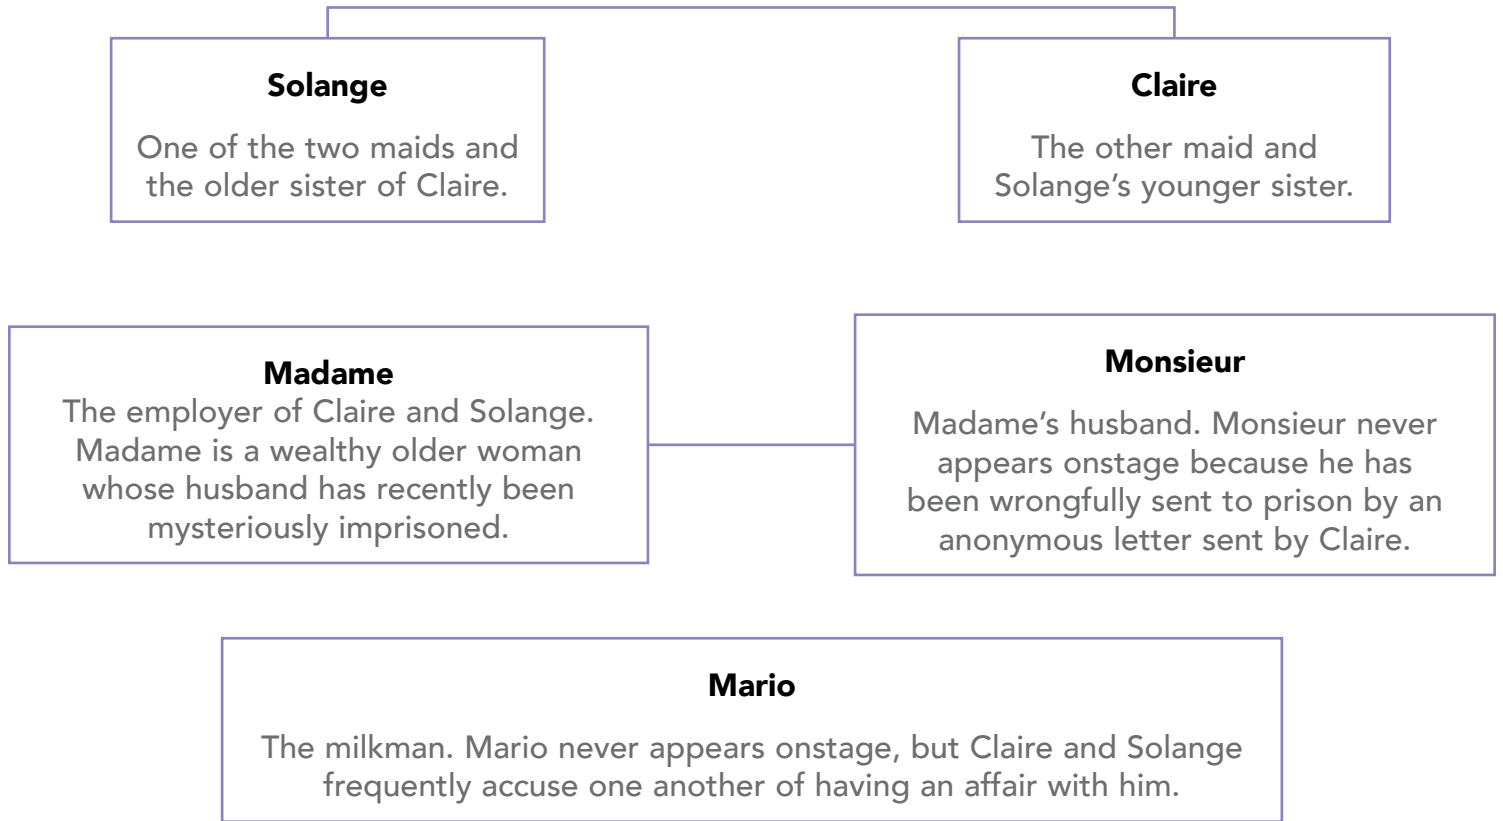 Solange
One of the two maids and
the older sister of Claire.
Claire
The other maid and
Solange’s younger sister.
Madame
The employer of Claire and Solange.
Madame is a wealthy older woman
whose husband has recently been
mysteriously imprisoned.
Monsieur
Madame’s husband. Monsieur never
appears onstage because he has
been wrongfully sent to prison by an
anonymous letter sent by Claire.
Mario
The milkman. Mario never appears onstage, but Claire and Solange
frequently accuse one another of having an affair with him.